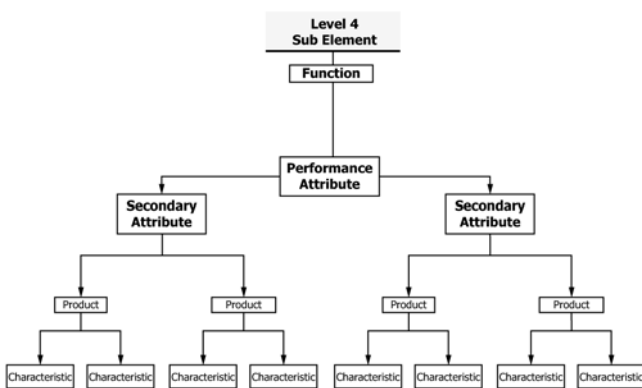 Level 4
Sub Element
Function
Performance
Attribute
Secondary
Attribute
Secondary
Attribute
Product
Product
Product
Product
Characteristic
Characteristic
Characteristic
Characteristic
Characteristic
Characteristic
Characteristic
Characteristic